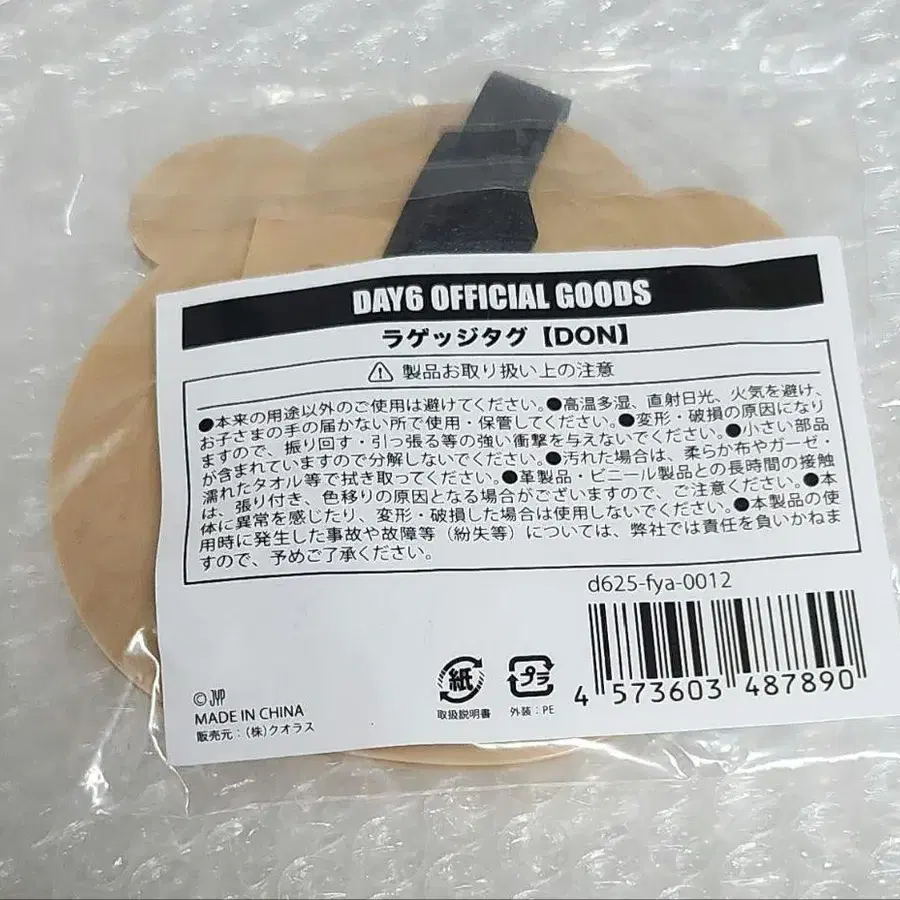 DAY6 OFFICIAL GOODS
ラゲッジタグ【DON】
⚠ 製品お取り扱い上の注意
●本来の用途以外のご使用は避けてください。●高温多湿、直射日光、火気を避け、
お子さまの手の届かない所で使用・保管してください。●変形・破損の原因になり
ますので、振り回す・引っ張る等の強い衝撃を与えないでください。●小さい部品
が含まれていますので分解しないでください。●汚れた場合は、柔らか布やガーゼ・
濡れたタオル等で拭き取ってください。●革製品・ビニール製品との長時間の接触
は、張り付き、色移りの原因となる場合がございますので、ご注意ください。●本
体に異常を感じたり、変形・破損した場合は使用しないでください。●本製品の使
用時に発生した事故や故障等（紛失等）については、弊社では責任を負いかねま
すので、予めご了承ください。
d625-fya-0012
©JYP
MADE IN CHINA
販売元：（株）クオラス
紙
取扱説明書
プラ
外装：PE
4 573603 487890